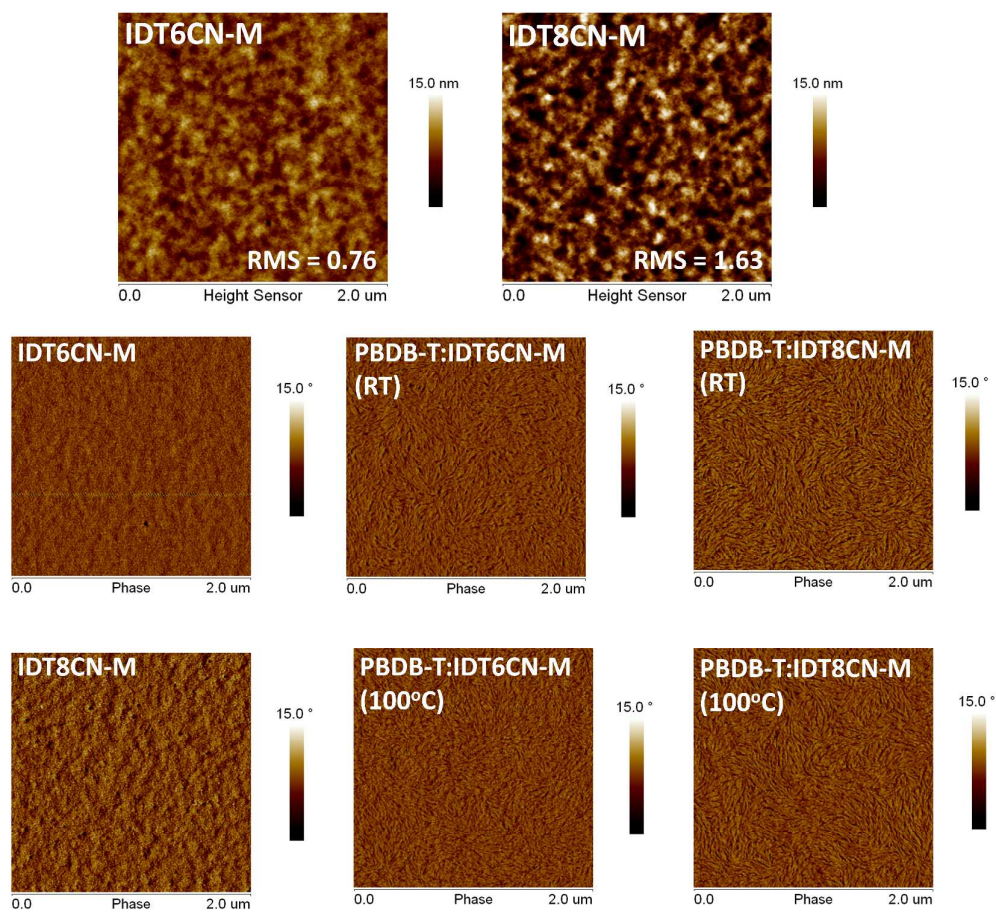 IDT6CN-M
15.0 nm
RMS = 0.76
0.0 Height Sensor 2.0 um
IDT8CN-M
15.0 nm
RMS = 1.63
0.0 Height Sensor 2.0 um
IDT6CN-M
15.0 °
0.0 Phase 2.0 um
PBDB-T:IDT6CN-M
(RT)
15.0 °
0.0 Phase 2.0 um
PBDB-T:IDT8CN-M
(RT)
15.0 °
0.0 Phase 2.0 um
IDT8CN-M
15.0 °
0.0 Phase 2.0 um
PBDB-T:IDT6CN-M
(100°C)
15.0 °
0.0 Phase 2.0 um
PBDB-T:IDT8CN-M
(100°C)
15.0 °
0.0 Phase 2.0 um